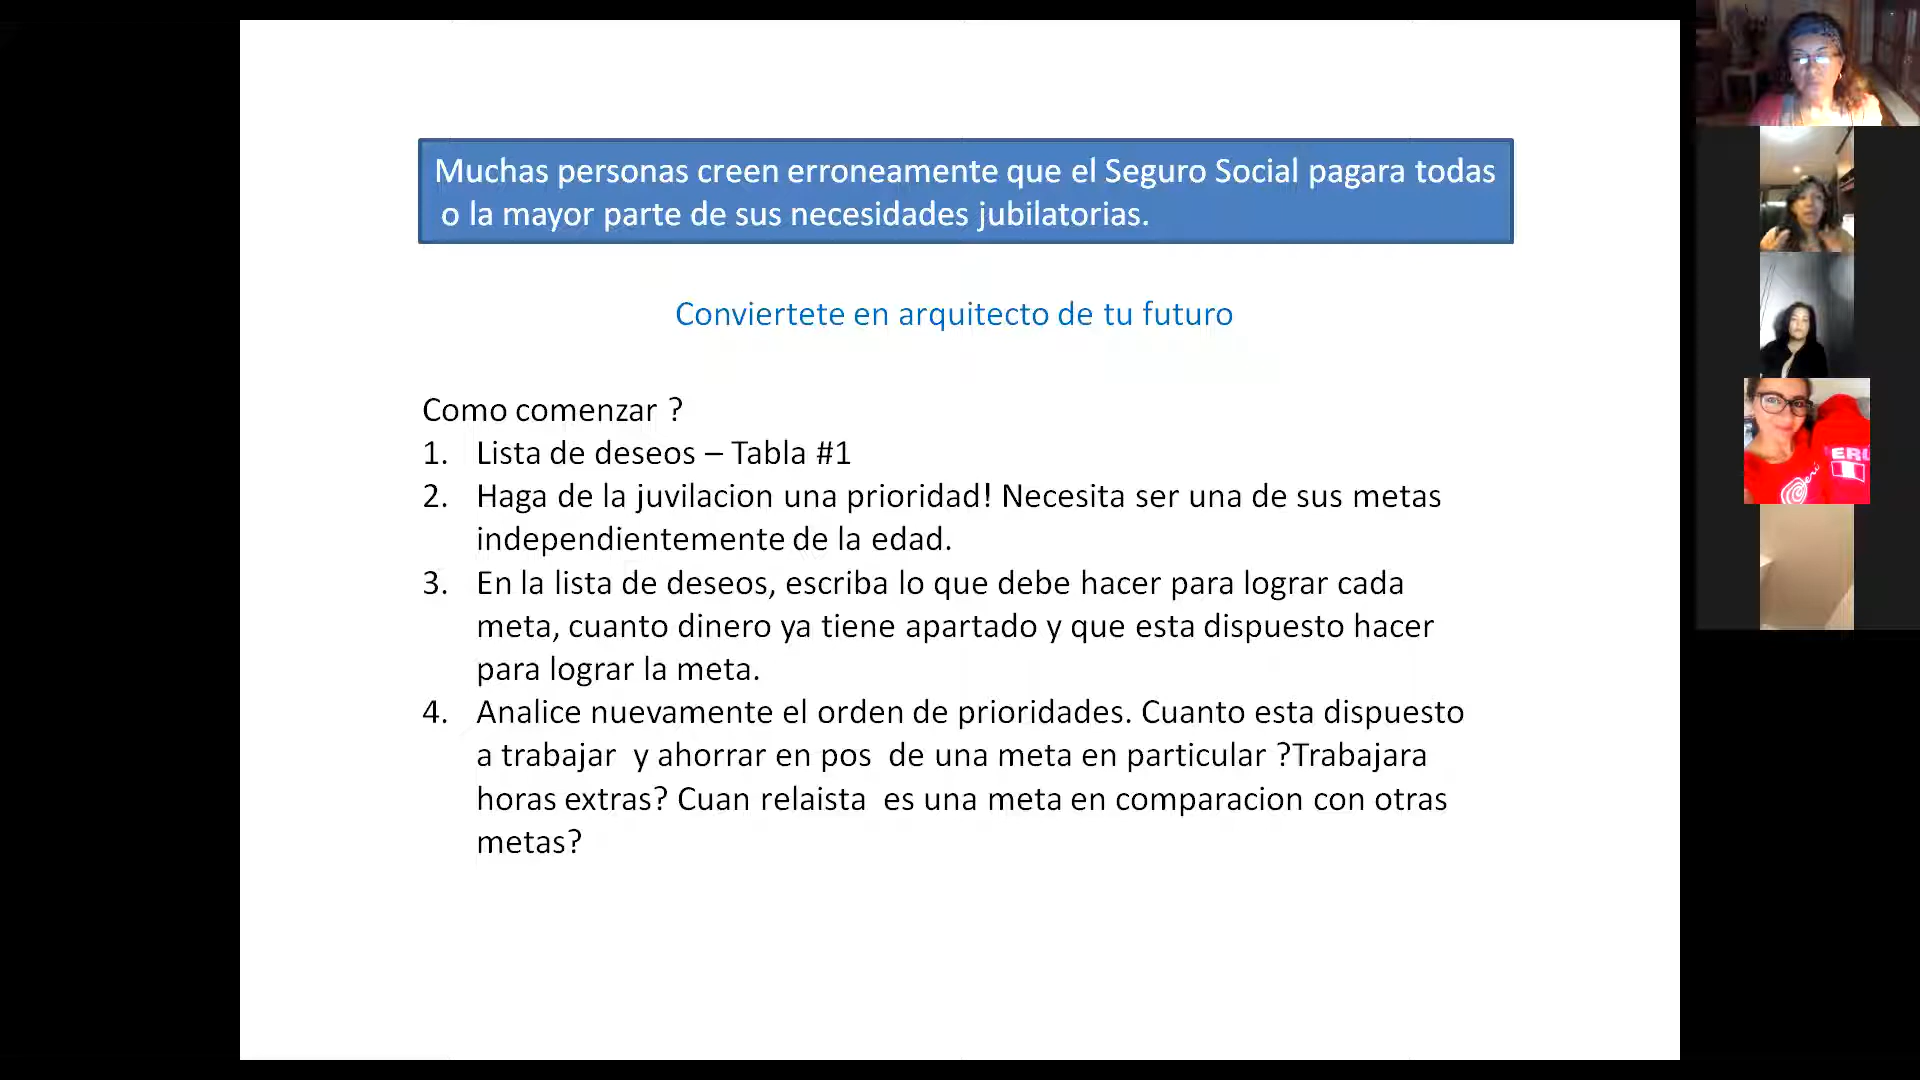 Muchas personas creen erroneamente que el Seguro Social pagara todas
o la mayor parte de sus necesidades jubilatorias.
Conviertete en arquitecto de tu futuro
Como comenzar ?
1. Lista de deseos – Tabla #1
2. Haga de la juvilacion una prioridad! Necesita ser una de sus metas
independientemente de la edad.
3. En la lista de deseos, escriba lo que debe hacer para lograr cada
meta, cuanto dinero ya tiene apartado y que esta dispuesto hacer
para lograr la meta.
4. Analice nuevamente el orden de prioridades. Cuanto esta dispuesto
a trabajar y ahorrar en pos de una meta en particular ?Trabajara
horas extras? Cuan relaista es una meta en comparacion con otras
metas?